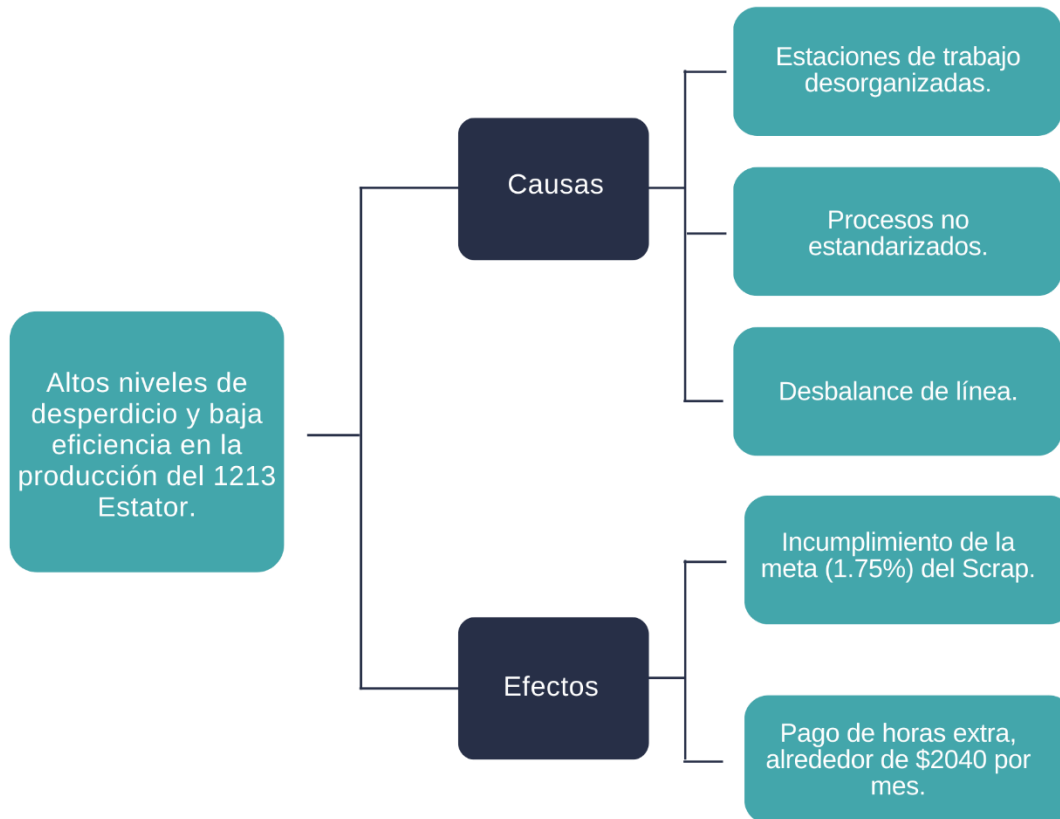 Estaciones de trabajo
desorganizadas.
Causas
Procesos no
estandarizados.
Desbalance de línea.
Altos niveles de
desperdicio y baja
eficiencia en la
producción del 1213
Estator.
Incumplimiento de la
meta (1.75%) del Scrap.
Efectos
Pago de horas extra,
alrededor de $2040 por
mes.